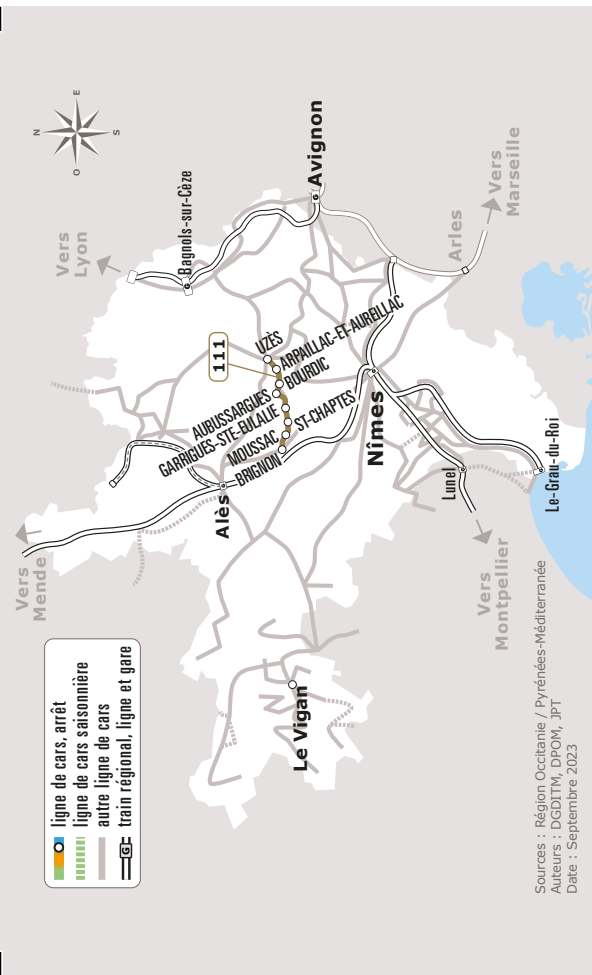 ligne de cars, arrêt
ligne de cars saisonnière
autre ligne de cars
G train régional, ligne et gare
N
O
E
S
Vers
Mende
Vers
Lyon
Bagnols-sur-Cèze
Avignon
Alès
111
UZÈS
ARPAILLAC-ET-AUREILLAC
BOURDIC
AUBUSSARGUES
GARRIGUES-STE-EULALIE
ST-CHAPTES
MOUSSAC
BRIGNON
Le Vigan
Nîmes
Arles
Vers
Marseille
Lunel
Vers
Montpellier
Le-Grau-du-Roi
Sources : Région Occitanie / Pyrénées-Méditerranée
Auteurs : DGDITM, DPOM, JPT
Date : Septembre 2023